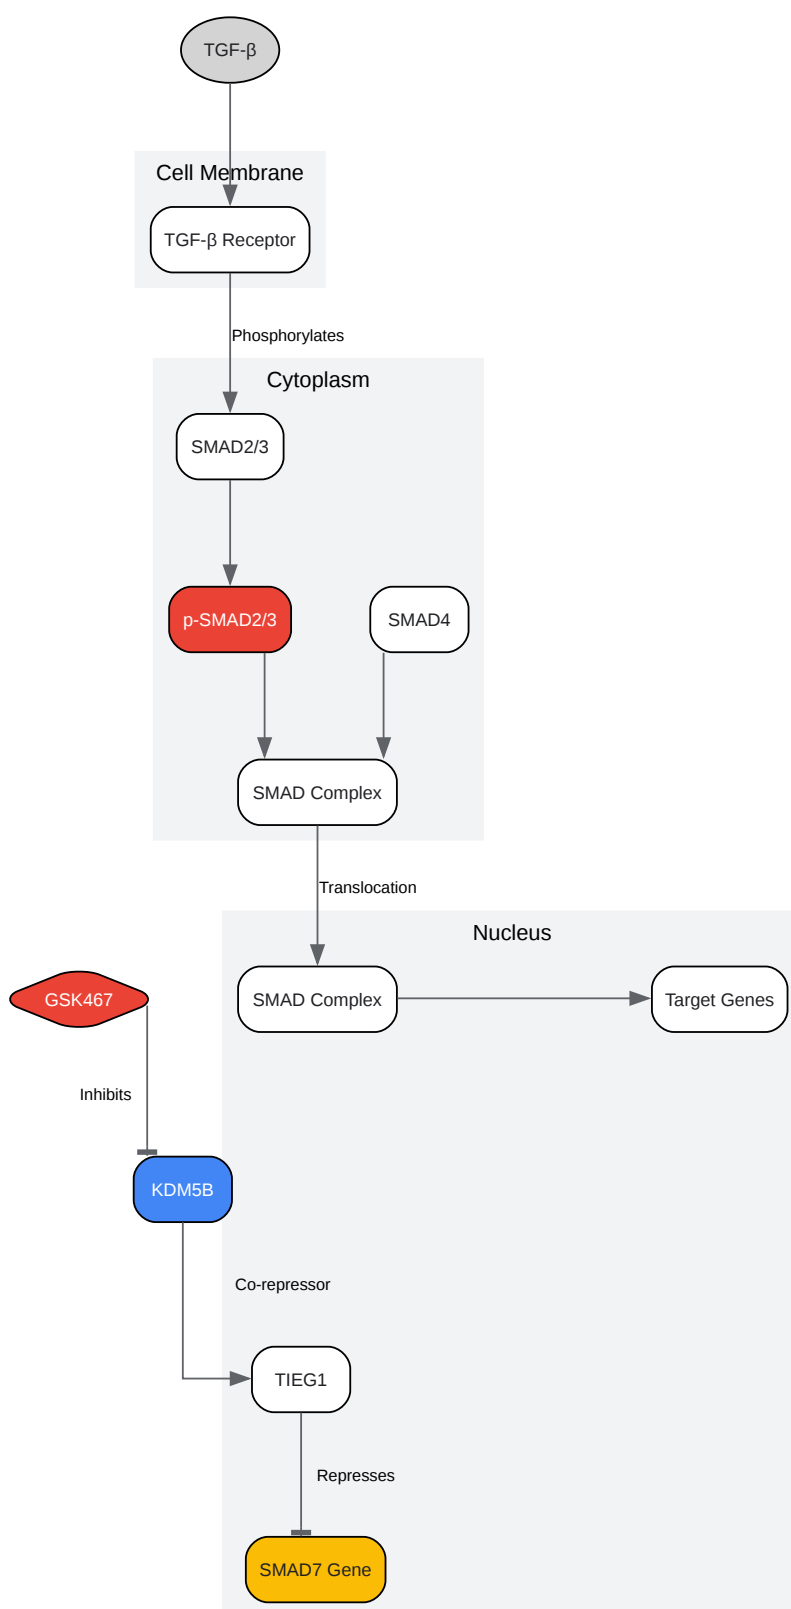 TGF-β
Cell Membrane
TGF-β Receptor
Phosphorylates
Cytoplasm
SMAD2/3
p-SMAD2/3
SMAD4
SMAD Complex
Translocation
Nucleus
GSK467
SMAD Complex
Target Genes
Inhibits
KDM5B
Co-repressor
TIEG1
Represses
SMAD7 Gene